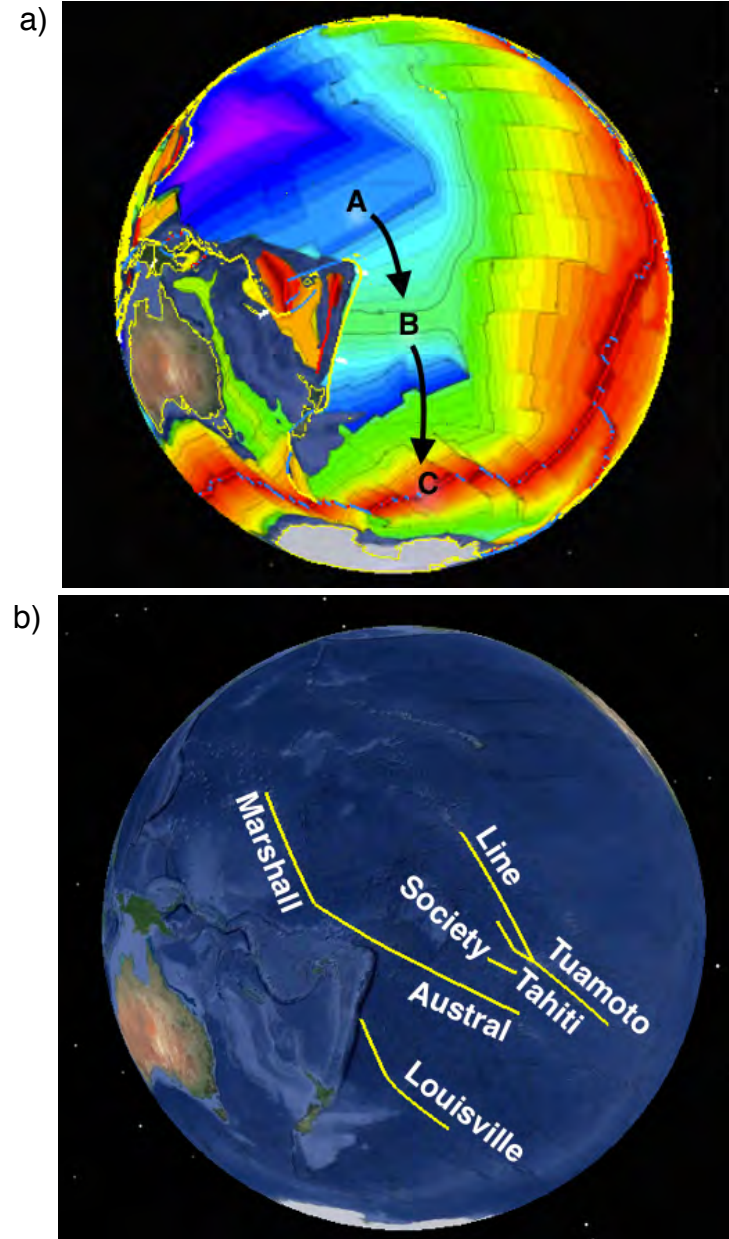 a)
A
B
C
b)
Marshall
Line
Society
Tuamoto
Tahiti
Austral
Louisville